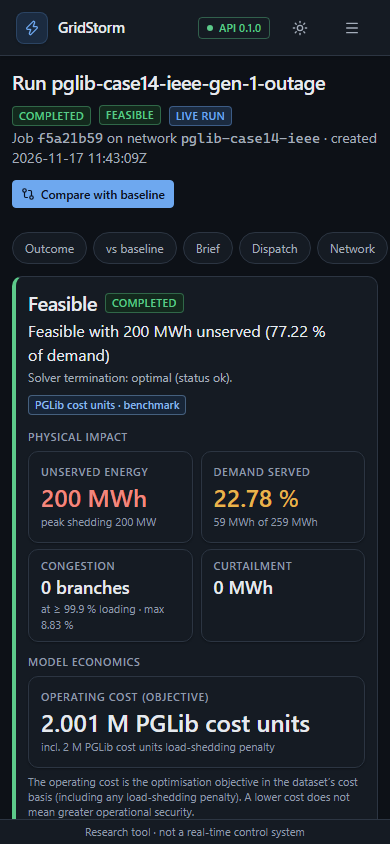 GridStorm
API 0.1.0
Run pglib-case14-ieee-gen-1-outage
COMPLETED
FEASIBLE
LIVE RUN
Job f5a21b59 on network pglib-case14-ieee · created
2026-11-17 11:43:09Z
Compare with baseline
Outcome
vs baseline
Brief
Dispatch
Network
Feasible
COMPLETED
Feasible with 200 MWh unserved (77.22 %
of demand)
Solver termination: optimal (status ok).
PGLib cost units · benchmark
PHYSICAL IMPACT
UNSERVED ENERGY
200 MWh
peak shedding 200 MW
DEMAND SERVED
22.78 %
59 MWh of 259 MWh
CONGESTION
0 branches
at ≥ 99.9 % loading · max
8.83 %
CURTAILMENT
0 MWh
MODEL ECONOMICS
OPERATING COST (OBJECTIVE)
2.001 M PGLib cost units
incl. 2 M PGLib cost units load-shedding penalty
The operating cost is the optimisation objective in the dataset's cost
basis (including any load-shedding penalty). A lower cost does not
mean greater operational security.
Research tool · not a real-time control system